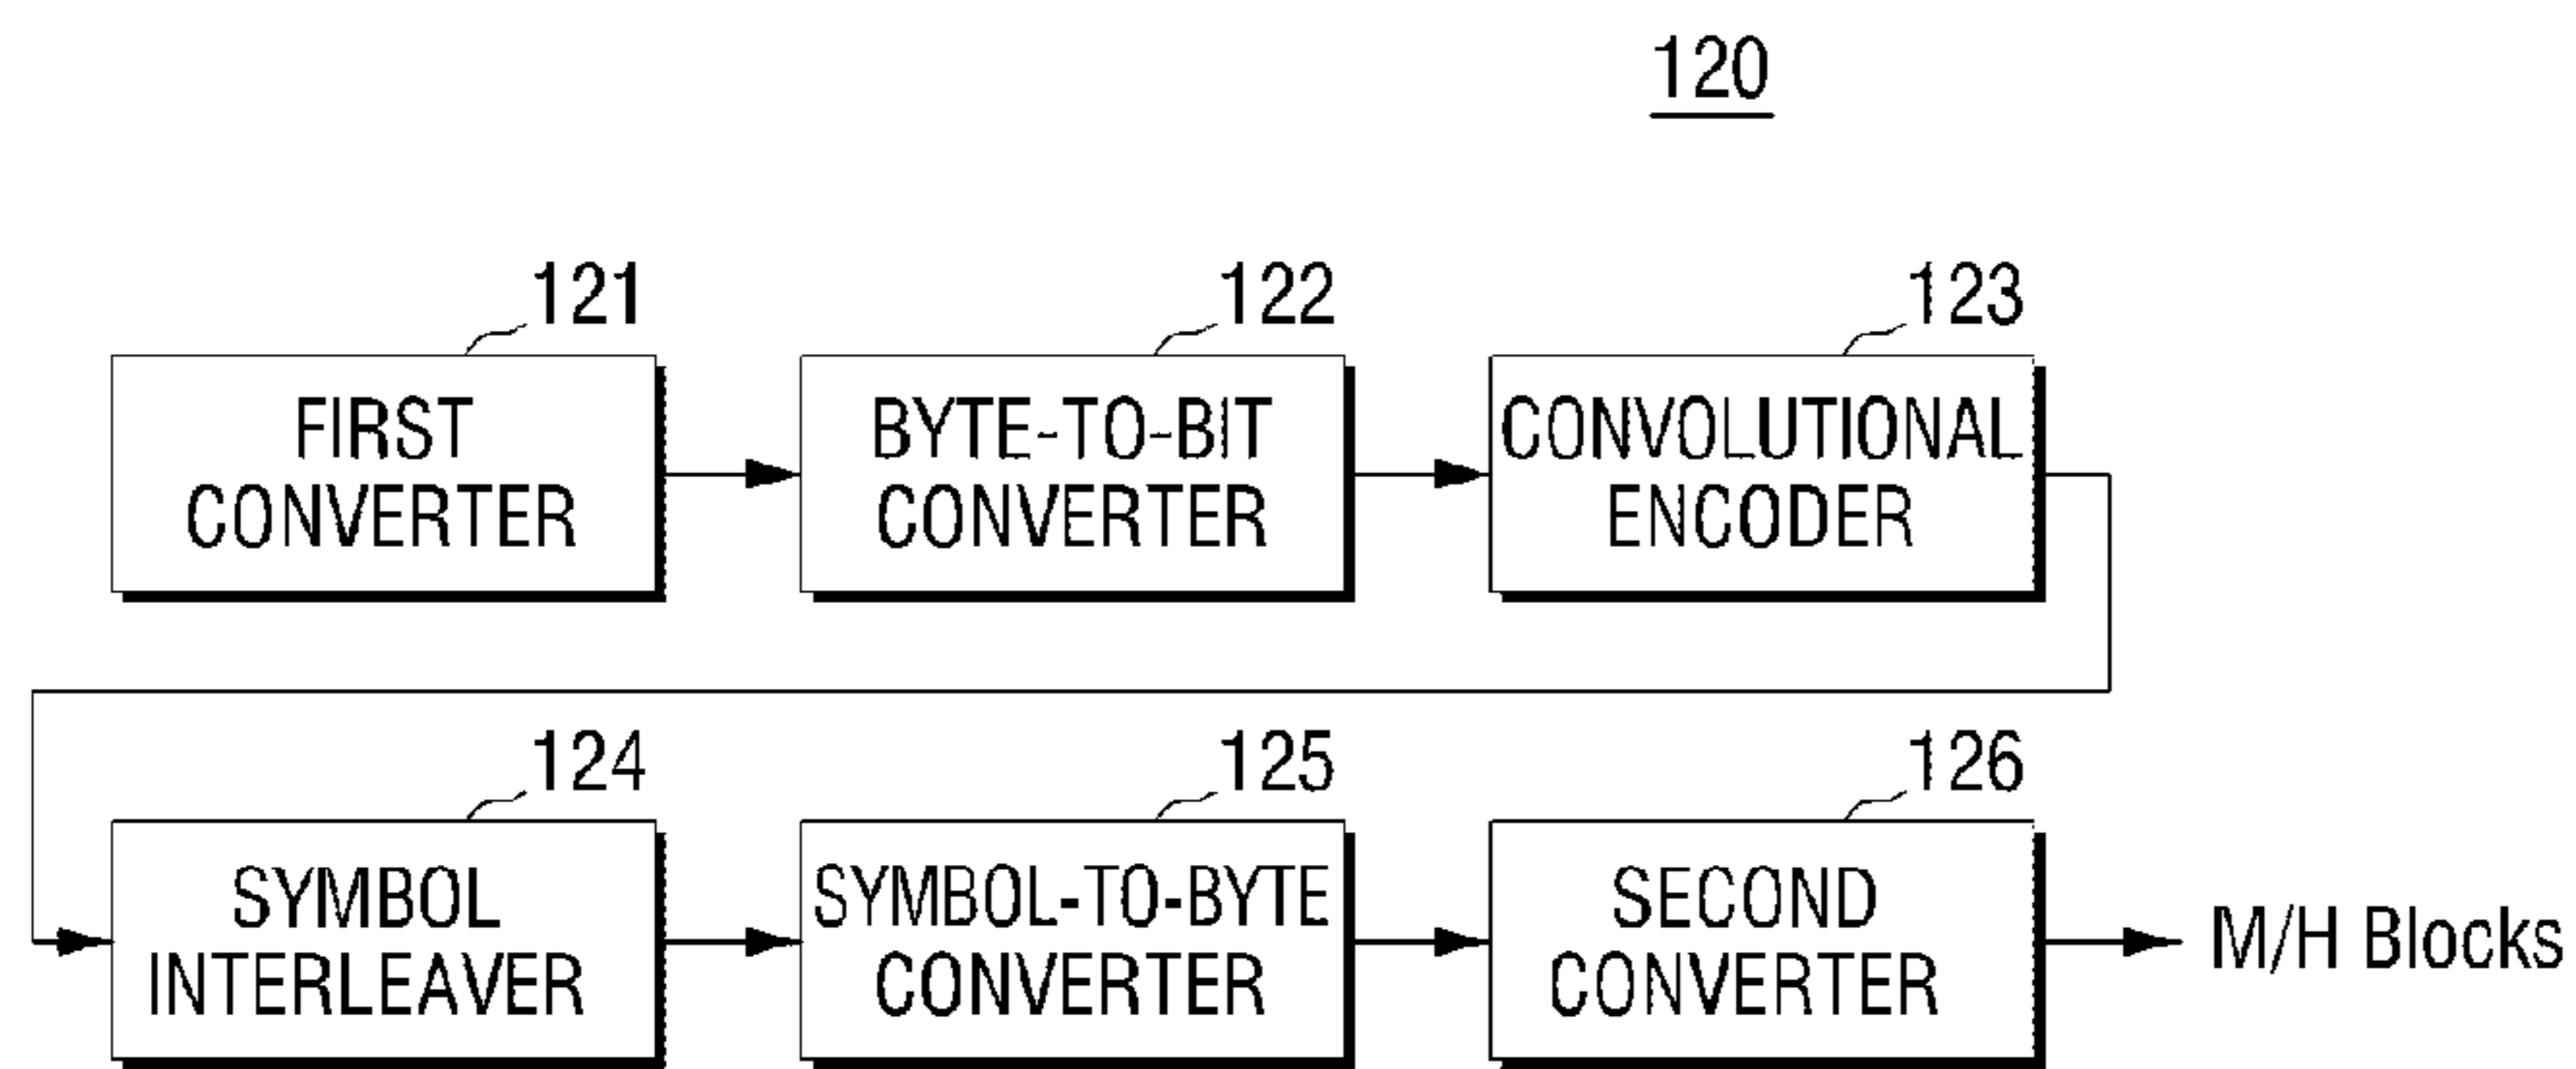 120
121
122
123
FIRST
CONVERTER
BYTE-TO-BIT
CONVERTER
CONVOLUTIONAL
ENCODER
124
125
126
SYMBOL
INTERLEAVER
SYMBOL-TO-BYTE
CONVERTER
SECOND
CONVERTER
M/H Blocks